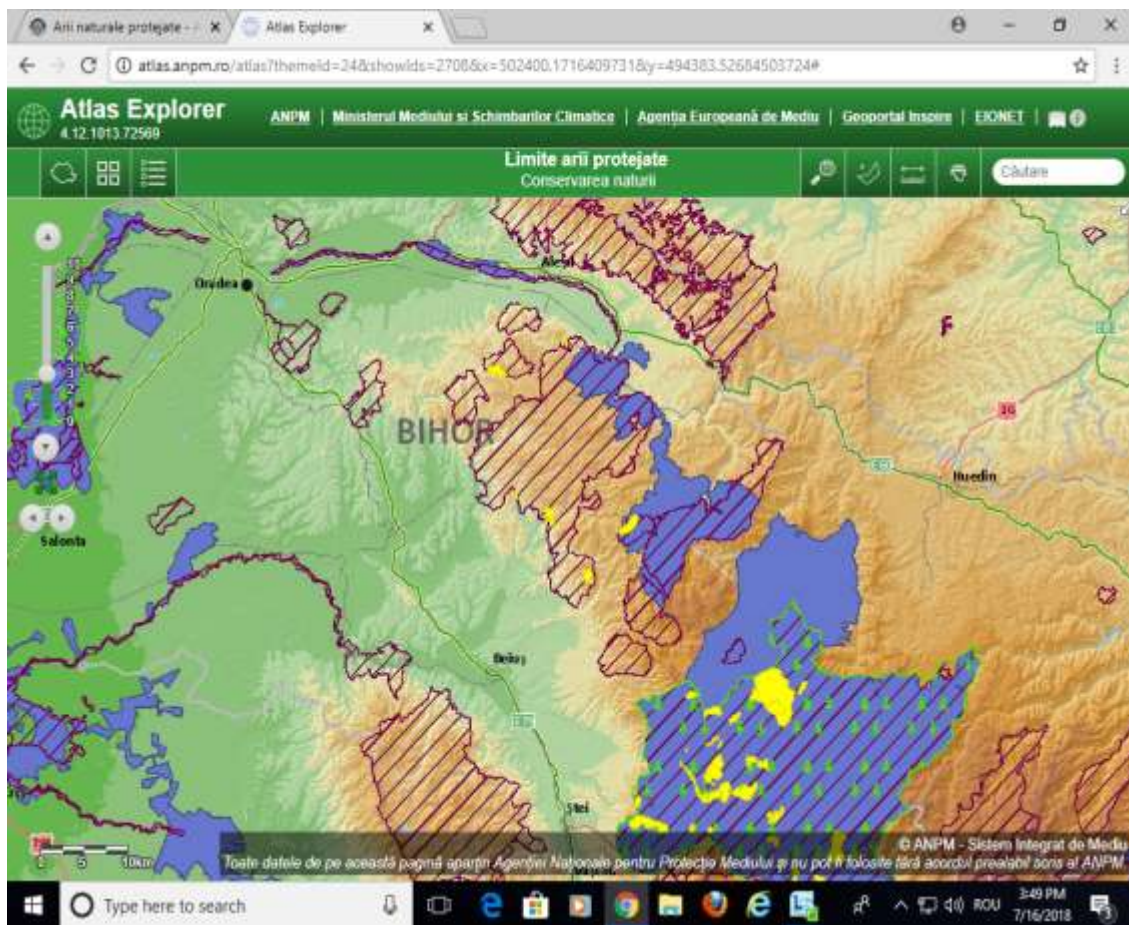 Arii naturale protejate -
Atlas Explorer
atlas.anpm.ro/atlas?themeid=24&showIds=2708&x=502400.1716409731&y=494383.52684503724#
Atlas Explorer
4.12.1013.72569
ANPM | Ministerul Mediului si Schimbarilor Climatice | Agenția Europeană de Mediu | Geoportal Inspire | EIONET |
Limite arii protejate
Conservarea naturii
Căutare
Oradea
Aleșd
BIHOR
Huedin
Salonta
Beiuș
Ștei
0 5 10km
© ANPM - Sistem Integrat de Mediu
Toate datele de pe această pagină aparțin Agenției Naționale pentru Protecția Mediului și nu pot fi folosite fără acordul prealabil scris al ANPM.
Type here to search
ROU
3:49 PM
7/16/2018